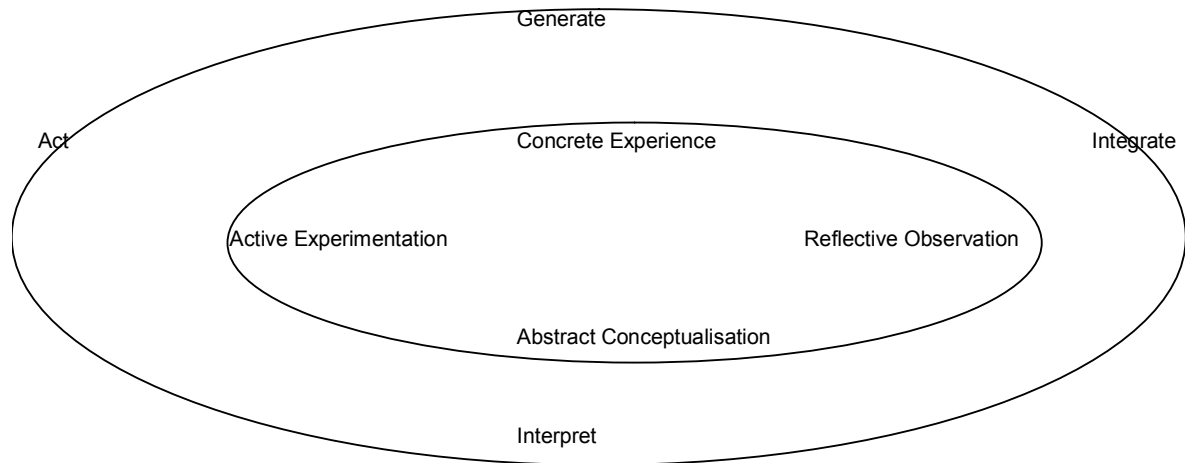 Generate
Act
Concrete Experience
Integrate
Active Experimentation
Reflective Observation
Abstract Conceptualisation
Interpret